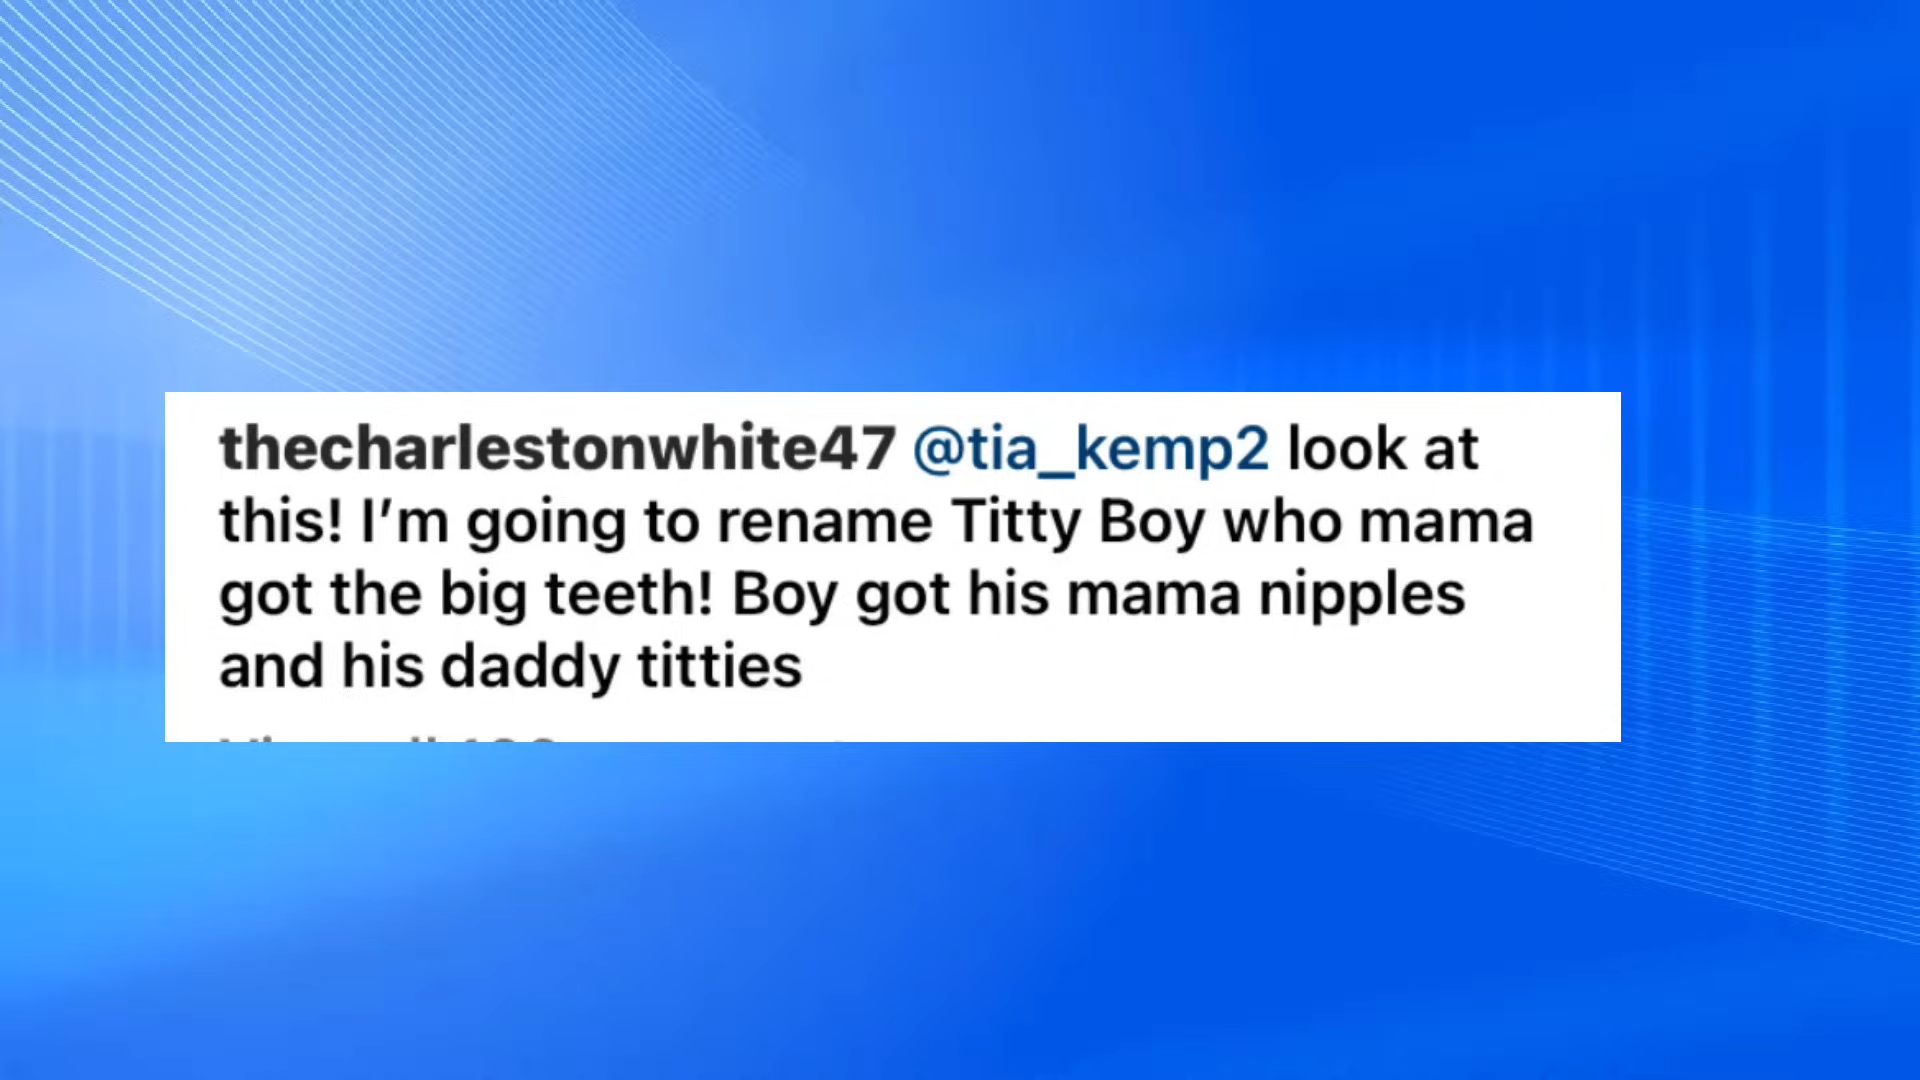 thecharlestonwhite47 @tia_kemp2 look at
this! I’m going to rename Titty Boy who mama
got the big teeth! Boy got his mama nipples
and his daddy titties